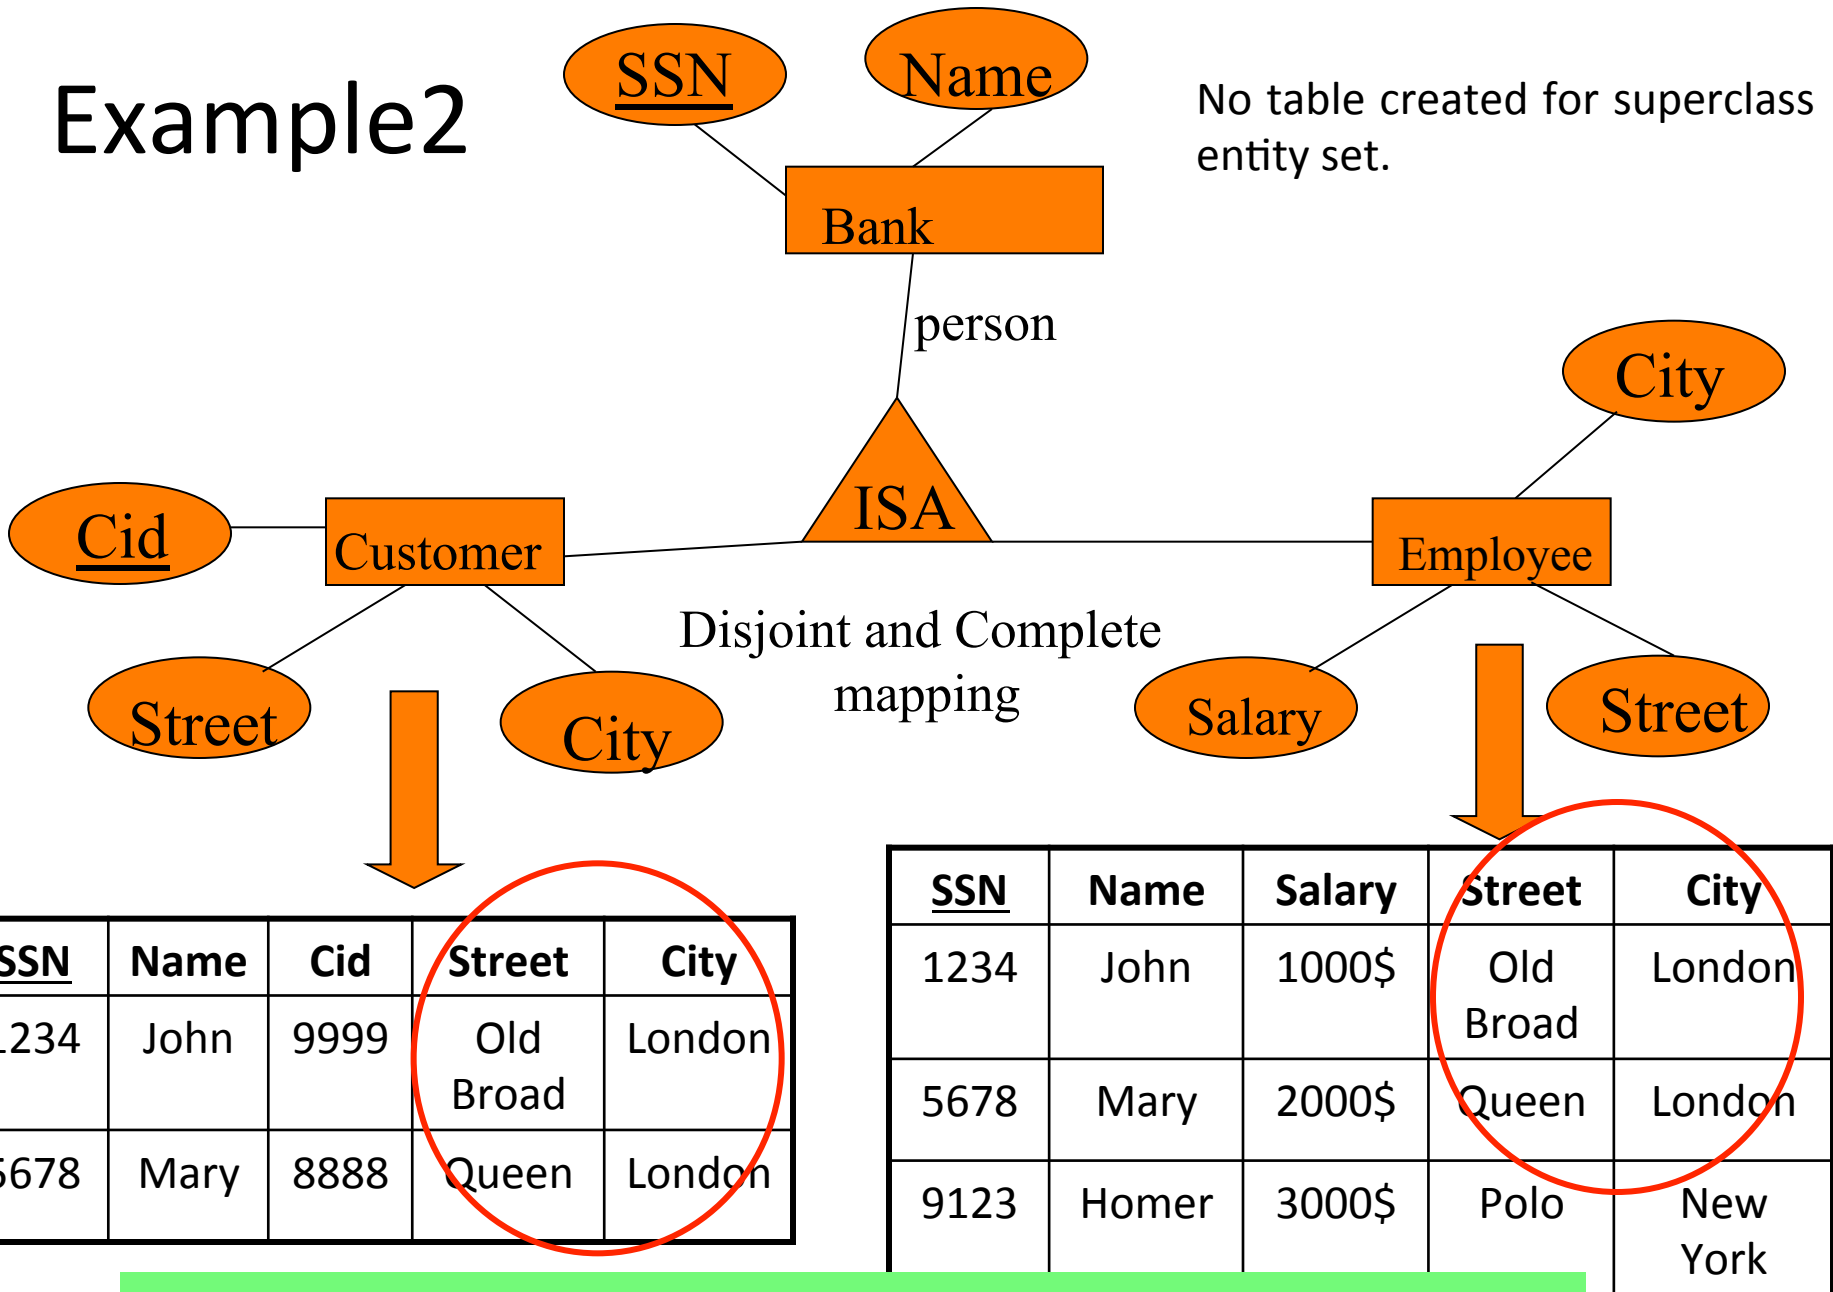 Example2
SSN
Name
No table created for superclass
entity set.
Bank
person
City
ISA
Cid
Customer
Employee
Disjoint and Complete
mapping
Street
City
Salary
Street
SSN Name Cid Street City
1234 John 9999 Old
Broad London
5678 Mary 8888 Queen London
SSN Name Salary Street City
1234 John 1000$ Old
Broad London
5678 Mary 2000$ Queen London
9123 Homer 3000$ Polo New
York